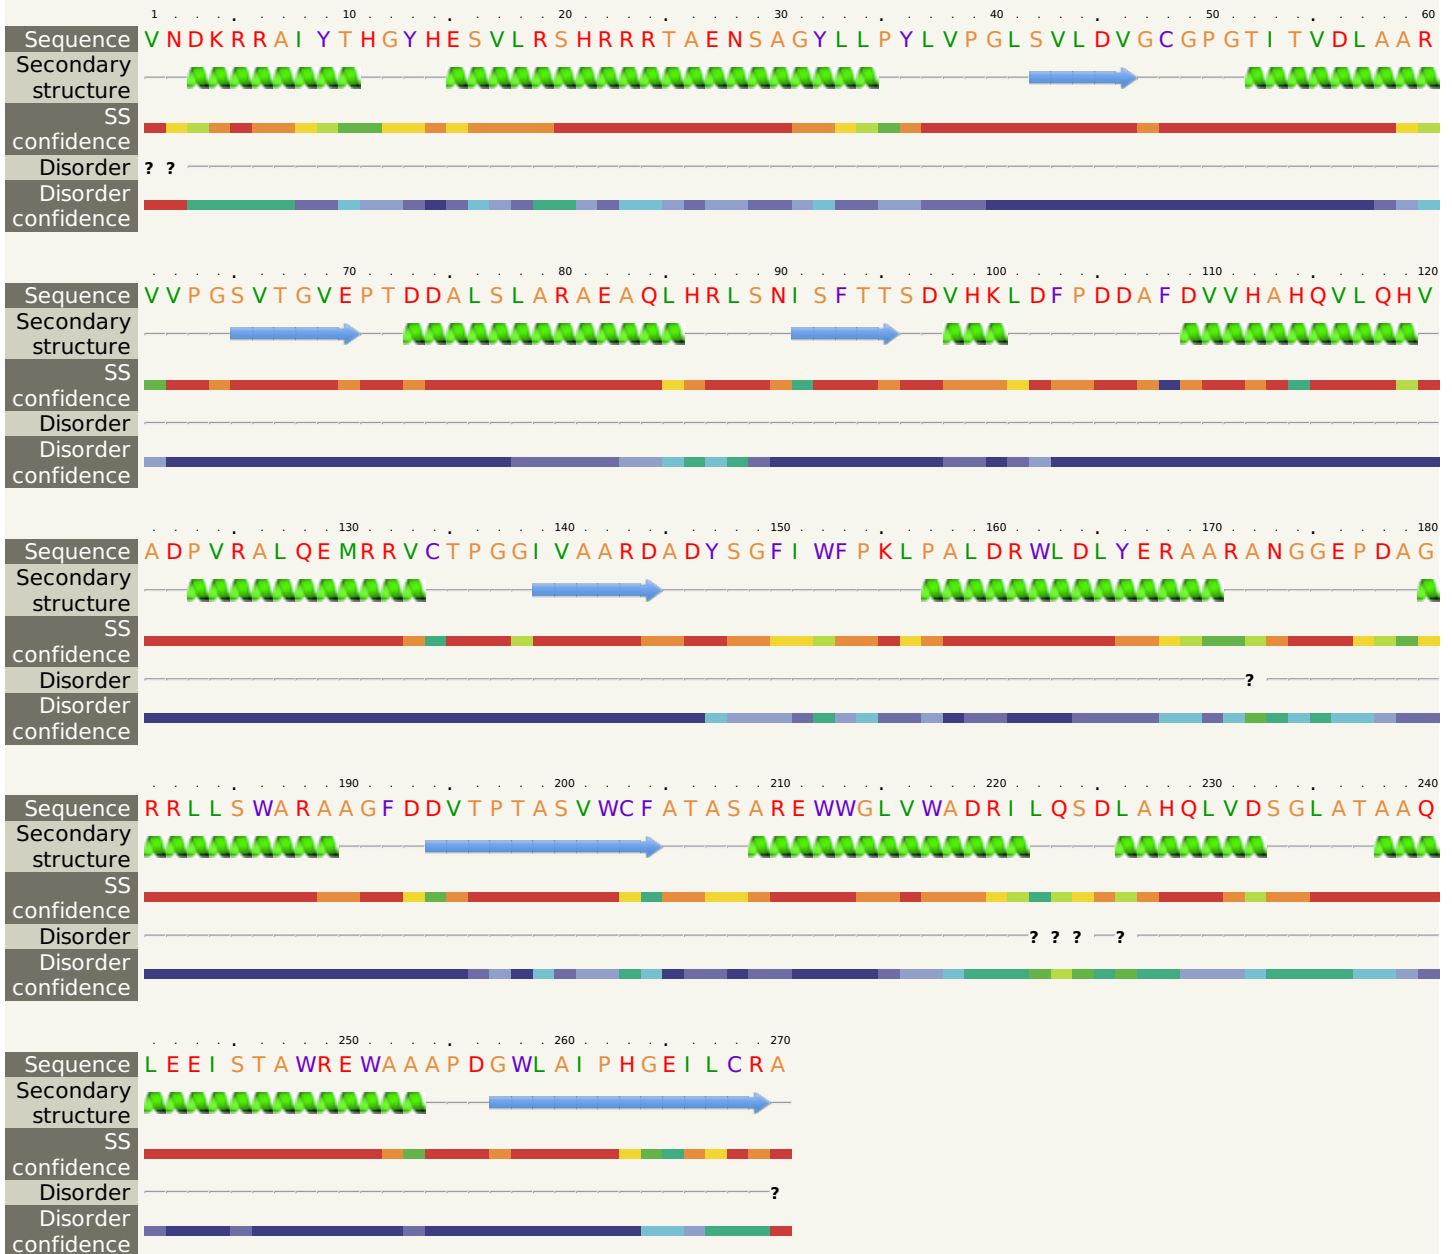 1 10 20 30 40 50 60
Sequence VNDKRRAIYTHGYHESVLRSHRRRTAENSAGYLLPYLVPGLSVLDVGCGPGTITVDLAAR
Secondary
structure
SS
confidence
Disorder ? ?
Disorder
confidence
70 80 90 100 110 120
Sequence VVPGSVTGVEPTDDALSLARAEAQLHRLSNISFTTSDVHKLDFPDDAFDVVHAHQVLQHV
Secondary
structure
SS
confidence
Disorder
Disorder
confidence
130 140 150 160 170 180
Sequence ADPVRALQEMRRVCTPGGIVAARDADYSGFIWFPKLPALDRWLDLYERAARANGGEPDAG
Secondary
structure
SS
confidence
Disorder ?
Disorder
confidence
190 200 210 220 230 240
Sequence RRLLSWARAAGFDDVTPTASVWCFATASAREWWGLVWADRILQSDLAHQLVDSGLATAAQ
Secondary
structure
SS
confidence
Disorder ? ? ? ?
Disorder
confidence
250 260 270
Sequence LEEISTAWREWAAAPDGWLAIPHGEILCRA
Secondary
structure
SS
confidence
Disorder ?
Disorder
confidence